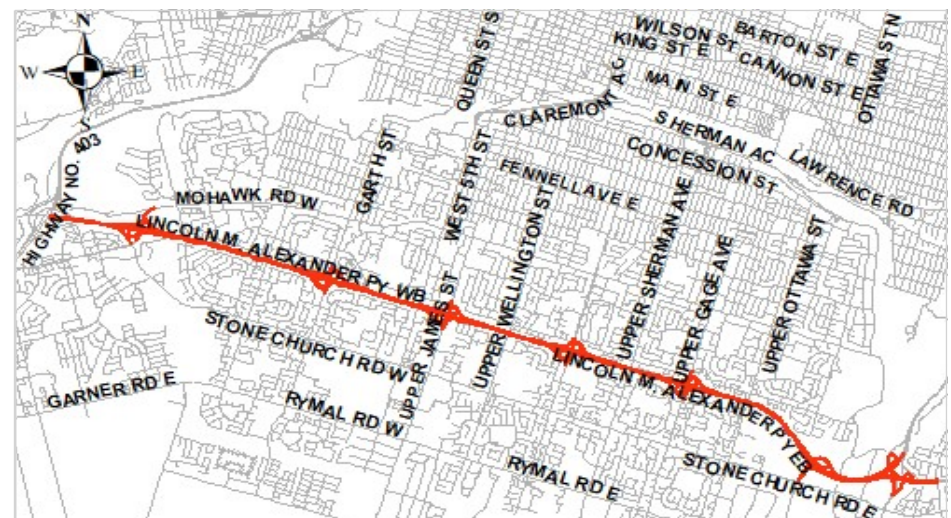 N
W E
S
QUEEN ST S
WILSON ST
BARTON ST E
KING ST E
CANNON ST E
OTTAWA ST N
MAIN ST E
CLAREMONT AC
SHERMAN AC
LAWRENCE RD
CONCESSION ST
HIGHWAY NO. 403
MOHAWK RD W
GARTH ST
WEST 5TH ST
FENNELL AVE E
UPPER WELLINGTON ST
UPPER SHERMAN AVE
UPPER GAGE AVE
UPPER OTTAWA ST
LINCOLN M. ALEXANDER PY WB
UPPER JAMES ST
STONE CHURCH RD W
LINCOLN M. ALEXANDER PY EB
GARNER RD E
RYMAL RD W
RYMAL RD E
STONE CHURCH RD E